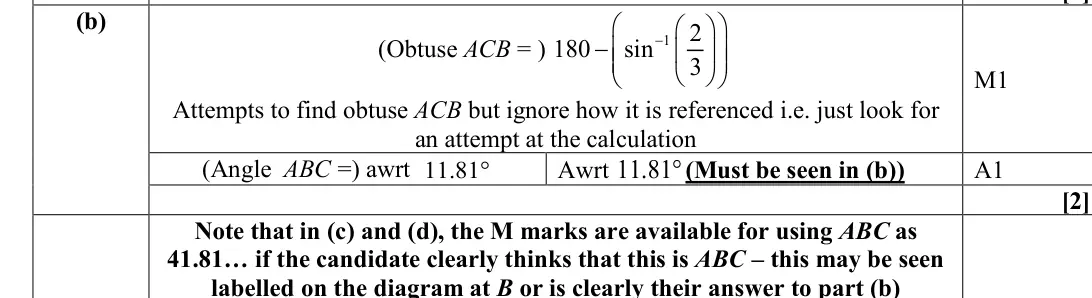 (b)
(Obtuse ACB = ) 180 – (sin⁻¹(2/3))
M1
Attempts to find obtuse ACB but ignore how it is referenced i.e. just look for
an attempt at the calculation
(Angle ABC =) awrt 11.81° Awrt 11.81° (Must be seen in (b)) A1
[2]
Note that in (c) and (d), the M marks are available for using ABC as
41.81… if the candidate clearly thinks that this is ABC – this may be seen
labelled on the diagram at B or is clearly their answer to part (b)